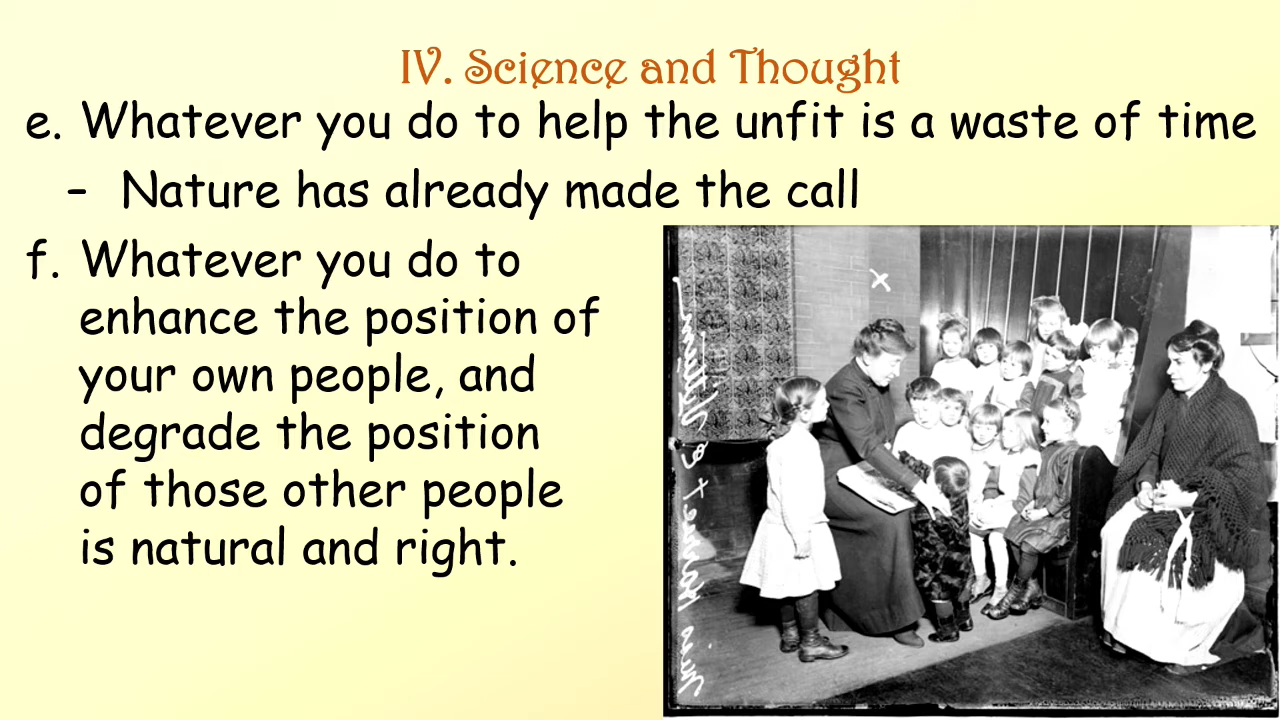 IV. Science and Thought
e. Whatever you do to help the unfit is a waste of time
– Nature has already made the call
f. Whatever you do to
enhance the position of
your own people, and
degrade the position
of those other people
is natural and right.
x
Miss